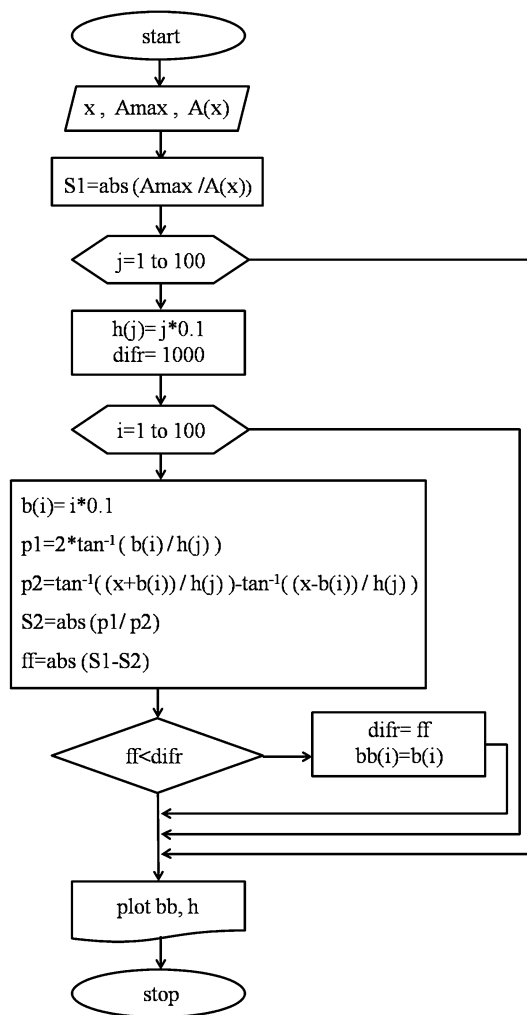 start
x , Amax , A(x)
S1=abs (Amax /A(x))
j=1 to 100
h(j)= j*0.1
difr= 1000
i=1 to 100
b(i)= i*0.1
p1=2*tan⁻¹( b(i) / h(j) )
p2=tan⁻¹( (x+b(i)) / h(j) )-tan⁻¹( (x-b(i)) / h(j) )
S2=abs (p1/ p2)
ff=abs (S1-S2)
ff<difr
difr= ff
bb(i)=b(i)
plot bb, h
stop